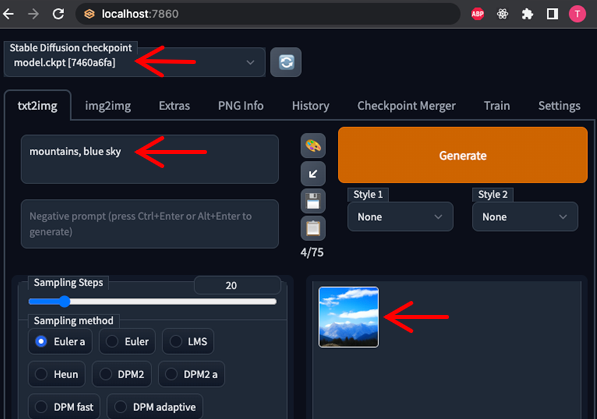 localhost:7860
ABP
T
Stable Diffusion checkpoint
model.ckpt [7460a6fa]
txt2img img2img Extras PNG Info History Checkpoint Merger Train Settings
mountains, blue sky
Generate
Negative prompt (press Ctrl+Enter or Alt+Enter to
generate)
Style 1 Style 2
None None
4/75
Sampling Steps 20
Sampling method
Euler a Euler LMS
Heun DPM2 DPM2 a
DPM fast DPM adaptive